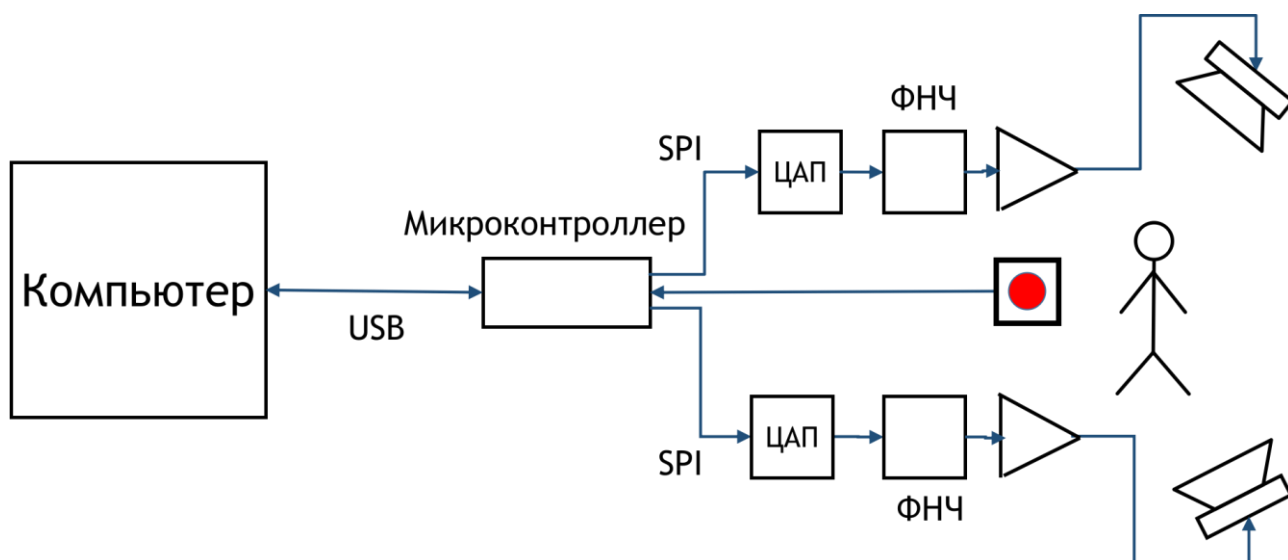 ФНЧ
SPI
ЦАП
Микроконтроллер
Компьютер
USB
ЦАП
SPI
ФНЧ